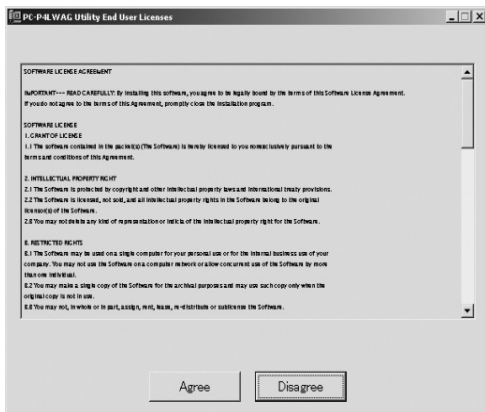 PC-P4LWAG Utility End User Licenses
SOFTWARE LICENSE AGREEMENT
IMPORTANT--- READ CAREFULLY: By installing this software, you agree to be legally bound by the terms of this Software License Agreement.
If you do not agree to the terms of this Agreement, promptly close the installation program.
SOFTWARE LICENSE
1. GRANT OF LICENSE
1.1 The software contained in the packet(s) (The Software) is hereby licensed to you nonexclusively pursuant to the
terms and conditions of this Agreement.
2. INTELLECTUAL PROPERTY RIGHT
2.1 The Software is protected by copyright and other intellectual property laws and international treaty provisions.
2.2 The Software is licensed, not sold, and all intellectual property rights in the Software belong to the original
licensor(s) of the Software.
2.3 You may not delete any kind of representation or indicia of the intellectual property right for the Software.
3. RESTRICTED RIGHTS
3.1 The Software may be used on a single computer for your personal use or for the internal business use of your
company. You may not use the Software on a computer network or allow concurrent use of the Software by more
than one individual.
3.2 You may make a single copy of the Software for the archival purposes and may use such copy only when the
original copy is not in use.
3.3 You may not, in whole or in part, assign, rent, lease, re-distribute or sublicense the Software.
Agree
Disagree